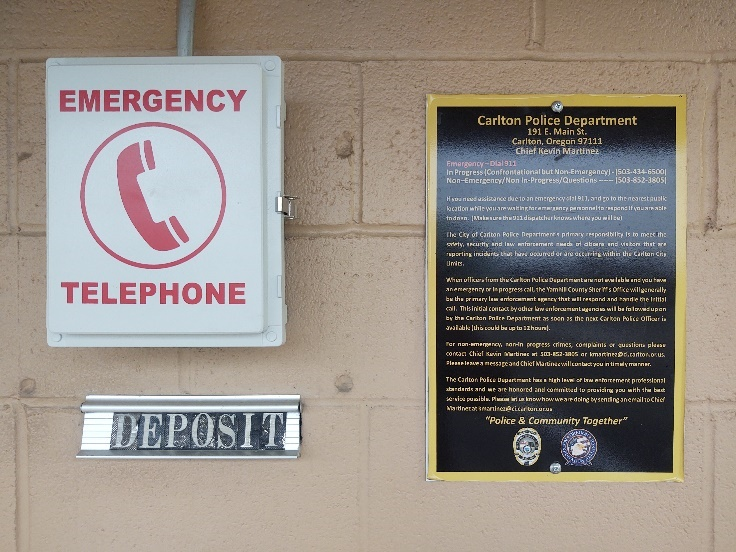 EMERGENCY
TELEPHONE
DEPOSIT
Carlton Police Department
191 E. Main St.
Carlton, Oregon 97111
Chief Kevin Martinez
Emergency - Dial 911
In Progress (Confrontational but Non-Emergency) - (503-434-6500)
Non-Emergency/Non In-Progress/Questions ------ (503-852-3805)
If you need assistance due to an emergency dial 911, and go to the nearest public
location while you are waiting for emergency personnel to respond if you are able
to do so. (Make sure the 911 dispatcher knows where you will be)
The City of Carlton Police Department's primary responsibility is to meet the
safety, security and law enforcement needs of citizens and visitors that are
reporting incidents that have occurred or are occurring within the Carlton City
Limits.
When officers from the Carlton Police Department are not available and you have
an emergency or in progress call, the Yamhill County Sheriff's Office will generally
be the primary law enforcement agency that will respond and handle the initial
call. This initial contact by other law enforcement agencies will be followed up on
by the Carlton Police Department as soon as the next Carlton Police Officer is
available (this could be up to 12 hours).
For non-emergency, non-in progress crimes, complaints or questions please
contact Chief Kevin Martinez at 503-852-3805 or kmartinez@ci.carlton.or.us.
Please leave a message and Chief Martinez will contact you in timely manner.
The Carlton Police Department has a high level of law enforcement professional
standards and we are honored and committed to providing you with the best
service possible. Please let us know how we are doing by sending an email to Chief
Martinez at kmartinez@ci.carlton.or.us
"Police & Community Together"